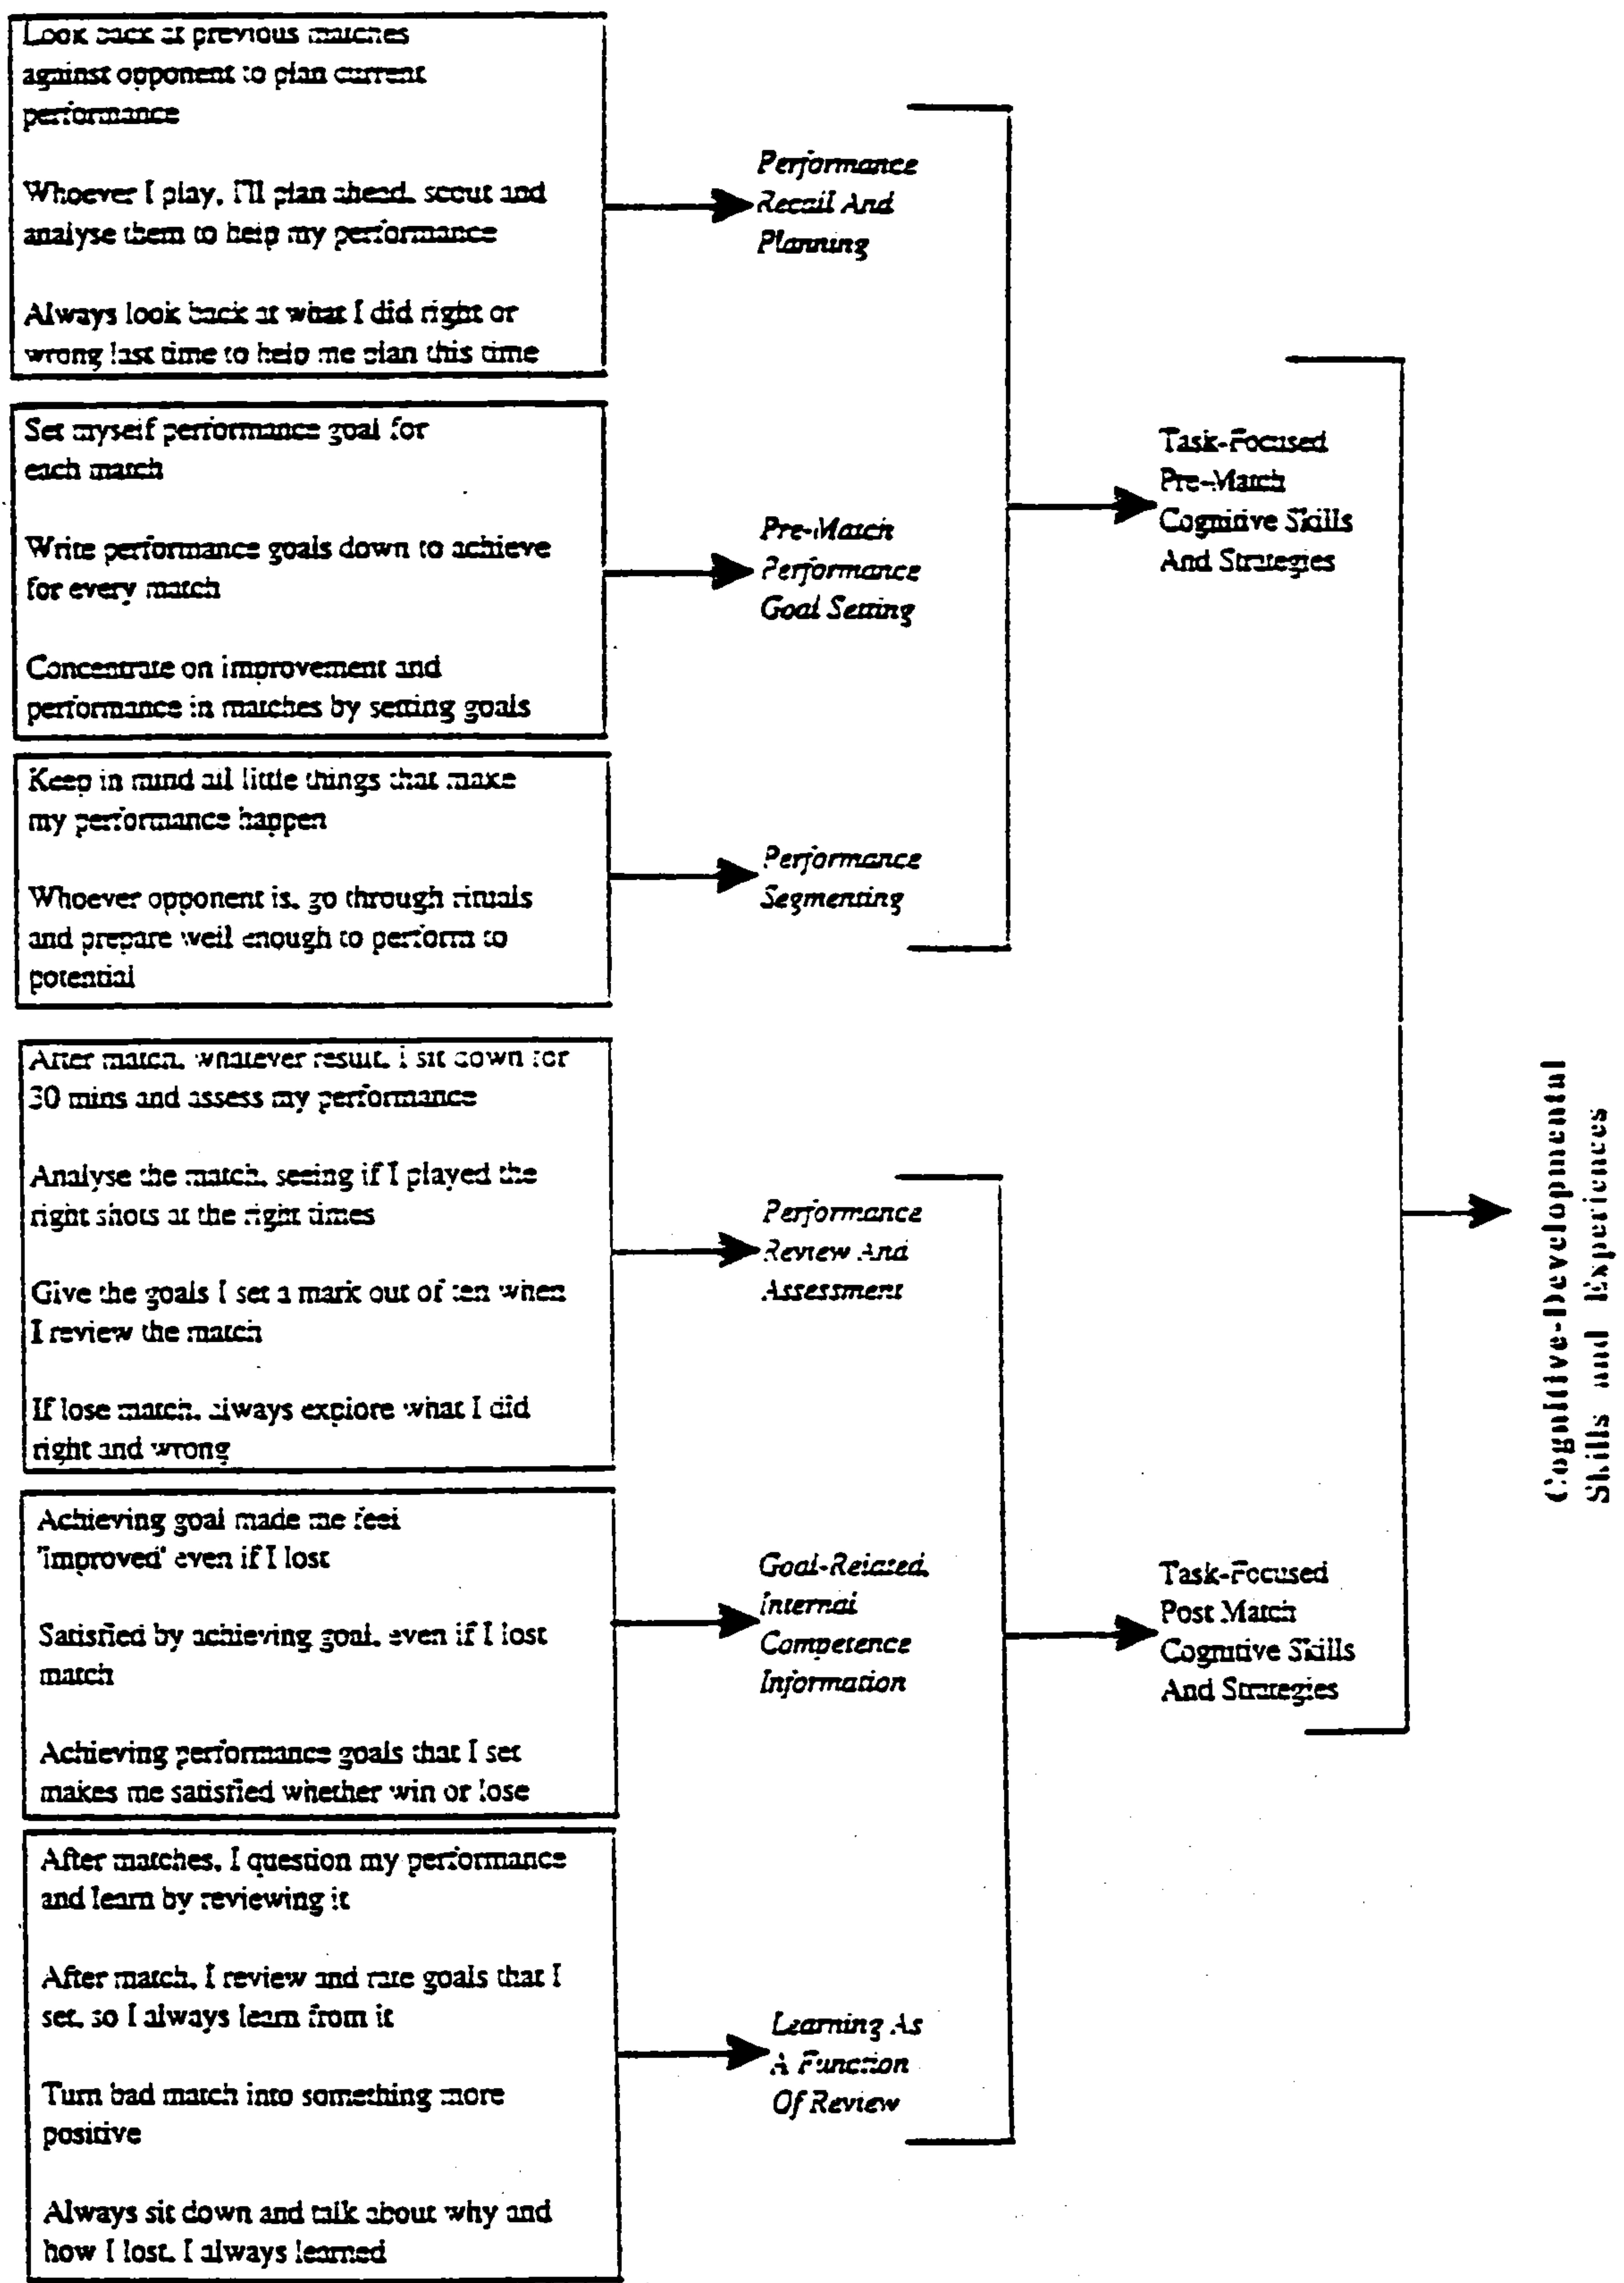 Look back at previous matches
against opponent to plan current
performance
Whoever I play, I'll plan ahead, scout and
analyse them to help my performance
Always look back at what I did right or
wrong last time to help me plan this time
Performance
Recall And
Planning
Set myself performance goal for
each match
Write performance goals down to achieve
for every match
Concentrate on improvement and
performance in matches by setting goals
Pre-Match
Performance
Goal Setting
Keep in mind all little things that make
my performance happen
Whoever opponent is, go through rituals
and prepare well enough to perform to
potential
Performance
Segmenting
Task-Focused
Pre-Match
Cognitive Skills
And Strategies
After match, whatever result, I sit down for
30 mins and assess my performance
Analyse the match, seeing if I played the
right shots at the right times
Give the goals I set a mark out of ten when
I review the match
If lose match, always explore what I did
right and wrong
Performance
Review And
Assessment
Achieving goal made me feel
'improved' even if I lost
Satisfied by achieving goal, even if I lost
match
Achieving performance goals that I set
makes me satisfied whether win or lose
Goal-Related,
Internal
Competence
Information
After matches, I question my performance
and learn by reviewing it
After match, I review and rate goals that I
set, so I always learn from it
Turn bad match into something more
positive
Always sit down and talk about why and
how I lost. I always learned
Learning As
A Function
Of Review
Task-Focused
Post Match
Cognitive Skills
And Strategies
Cognitive-Developmental
Skills and Experiences